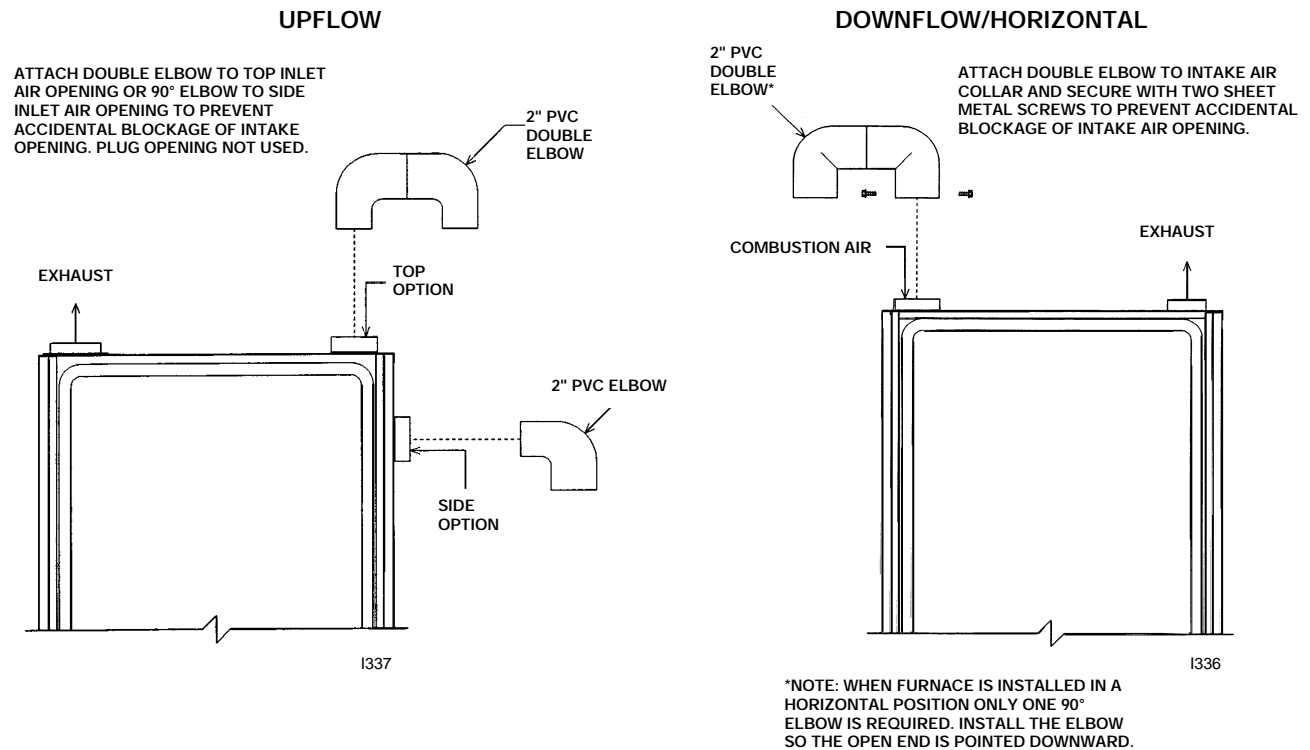 UPFLOW
ATTACH DOUBLE ELBOW TO TOP INLET
AIR OPENING OR 90° ELBOW TO SIDE
INLET AIR OPENING TO PREVENT
ACCIDENTAL BLOCKAGE OF INTAKE
OPENING. PLUG OPENING NOT USED.
2" PVC
DOUBLE
ELBOW
EXHAUST
TOP
OPTION
2" PVC ELBOW
SIDE
OPTION
I337
DOWNFLOW/HORIZONTAL
2" PVC
DOUBLE
ELBOW*
ATTACH DOUBLE ELBOW TO INTAKE AIR
COLLAR AND SECURE WITH TWO SHEET
METAL SCREWS TO PREVENT ACCIDENTAL
BLOCKAGE OF INTAKE AIR OPENING.
COMBUSTION AIR
EXHAUST
I336
*NOTE: WHEN FURNACE IS INSTALLED IN A
HORIZONTAL POSITION ONLY ONE 90°
ELBOW IS REQUIRED. INSTALL THE ELBOW
SO THE OPEN END IS POINTED DOWNWARD.